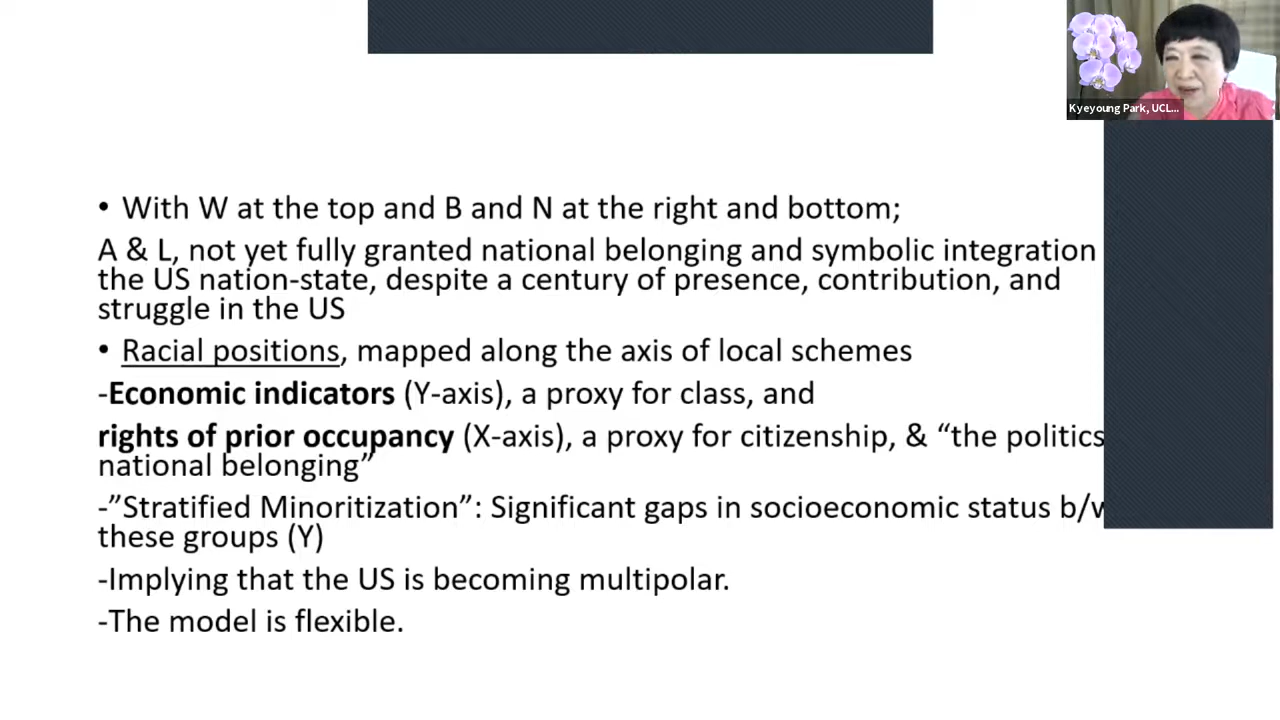 Kyeyoung Park, UCL...
• With W at the top and B and N at the right and bottom;
A & L, not yet fully granted national belonging and symbolic integration
the US nation-state, despite a century of presence, contribution, and
struggle in the US
• Racial positions, mapped along the axis of local schemes
-Economic indicators (Y-axis), a proxy for class, and
rights of prior occupancy (X-axis), a proxy for citizenship, & “the politics
national belonging”
-”Stratified Minoritization”: Significant gaps in socioeconomic status b/w
these groups (Y)
-Implying that the US is becoming multipolar.
-The model is flexible.